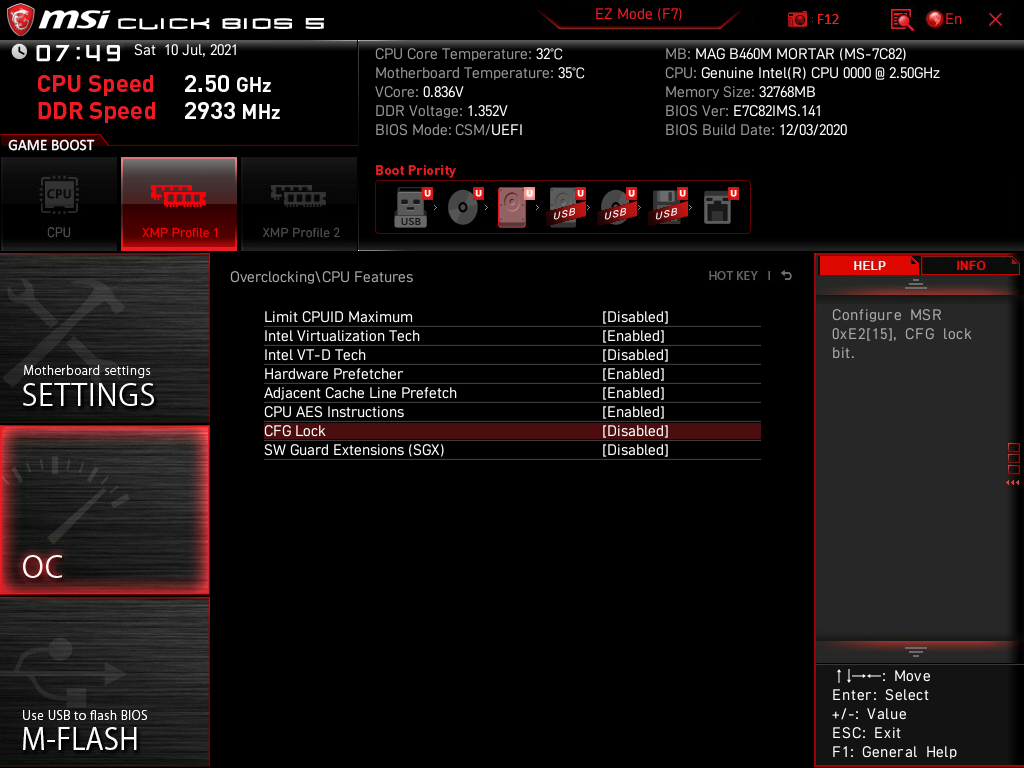 msi CLICK BIOS 5
EZ Mode (F7)
: F12
En
07:49 Sat 10 Jul, 2021
CPU Speed 2.50 GHz
DDR Speed 2933 MHz
CPU Core Temperature: 32°C
Motherboard Temperature: 35°C
VCore: 0.836V
DDR Voltage: 1.352V
BIOS Mode: CSM/UEFI
MB: MAG B460M MORTAR (MS-7C82)
CPU: Genuine Intel(R) CPU 0000 @ 2.50GHz
Memory Size: 32768MB
BIOS Ver: E7C82IMS.141
BIOS Build Date: 12/03/2020
GAME BOOST
CPU
CPU
XMP Profile 1
XMP Profile 2
Boot Priority
U U U U U U U
USB USB USB USB
Motherboard settings
SETTINGS
OC
Use USB to flash BIOS
M-FLASH
Overclocking\CPU Features
HOT KEY |
Limit CPUID Maximum [Disabled]
Intel Virtualization Tech [Enabled]
Intel VT-D Tech [Disabled]
Hardware Prefetcher [Enabled]
Adjacent Cache Line Prefetch [Enabled]
CPU AES Instructions [Enabled]
CFG Lock [Disabled]
SW Guard Extensions (SGX) [Disabled]
HELP INFO
Configure MSR
0xE2[15], CFG lock
bit.
↑↓→←: Move
Enter: Select
+/-: Value
ESC: Exit
F1: General Help